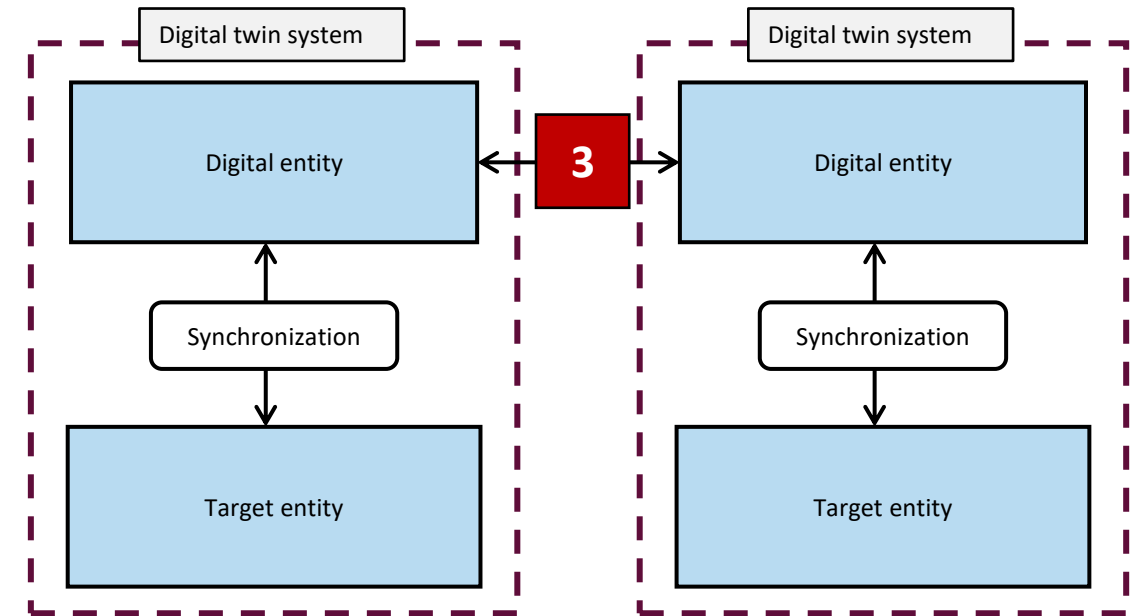 Digital twin system
Digital twin system
Digital entity
3
Digital entity
Synchronization
Synchronization
Target entity
Target entity